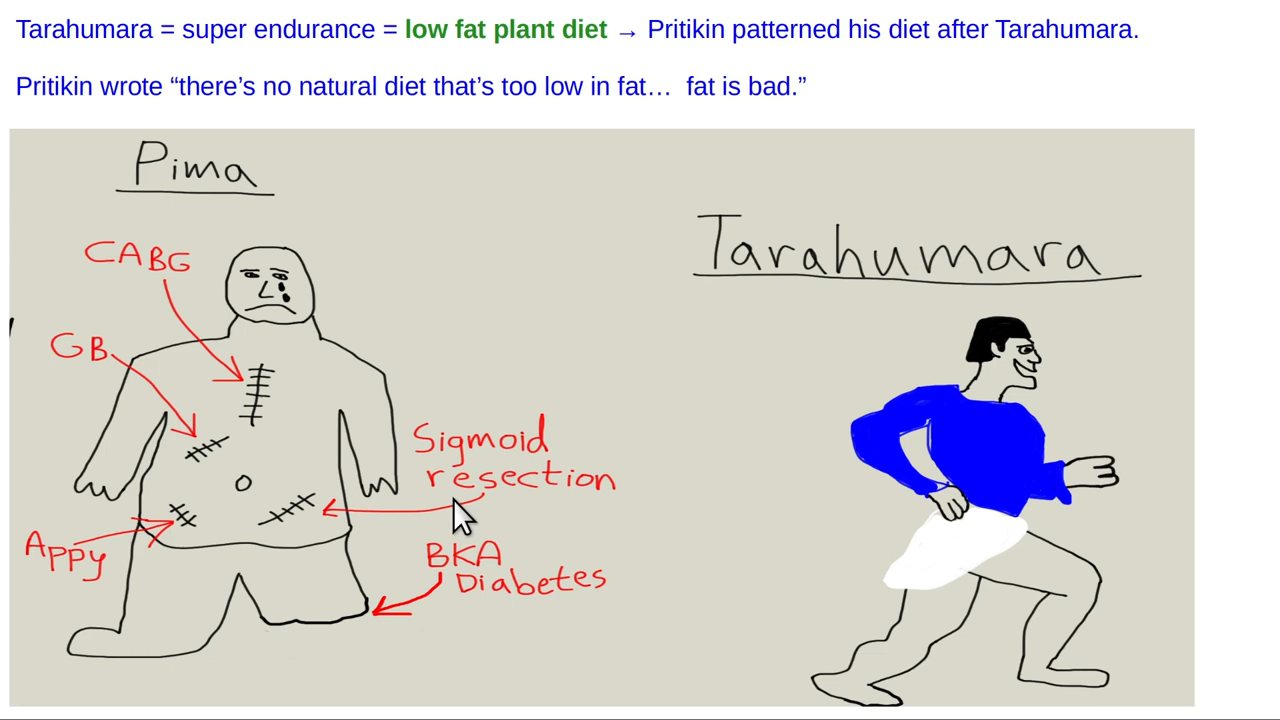 Tarahumara = super endurance = low fat plant diet → Pritikin patterned his diet after Tarahumara.
Pritikin wrote “there’s no natural diet that’s too low in fat… fat is bad.”
Pima
CABG
GB
Appy
Sigmoid
resection
BKA
Diabetes
Tarahumara